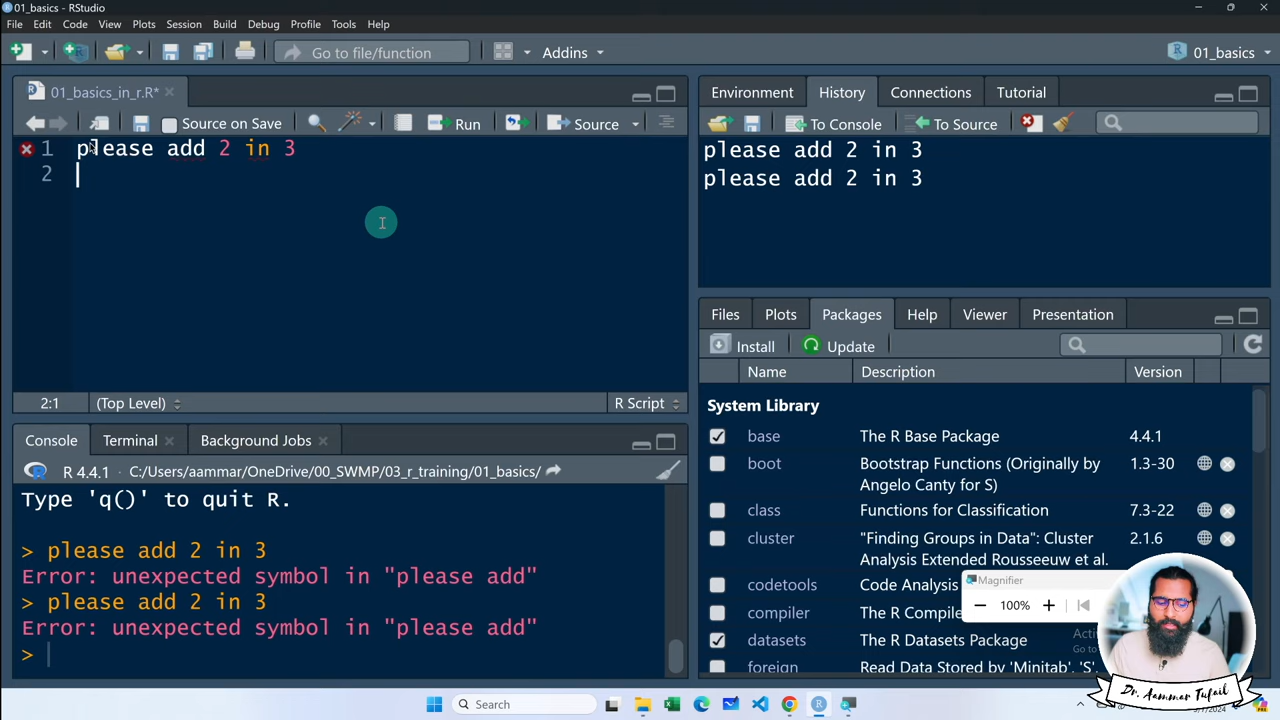 01_basics - RStudio
File Edit Code View Plots Session Build Debug Profile Tools Help
Go to file/function Addins 01_basics
01_basics_in_r.R*
Source on Save Run Source
1 please add 2 in 3
2
2:1 (Top Level) R Script
Console Terminal Background Jobs
R 4.4.1 · C:/Users/aammar/OneDrive/00_SWMP/03_r_training/01_basics/
Type 'q()' to quit R.
> please add 2 in 3
Error: unexpected symbol in "please add"
> please add 2 in 3
Error: unexpected symbol in "please add"
>
Environment History Connections Tutorial
To Console To Source
please add 2 in 3
please add 2 in 3
Files Plots Packages Help Viewer Presentation
Install Update
Name Description Version
System Library
base The R Base Package 4.4.1
boot Bootstrap Functions (Originally by
Angelo Canty for S) 1.3-30
class Functions for Classification 7.3-22
cluster "Finding Groups in Data": Cluster
Analysis Extended Rousseeuw et al. 2.1.6
codetools Code Analysis
compiler The R Compile
datasets The R Datasets Package
foreign Read Data Stored by 'Minitab', 'S',
Magnifier
100%
Dr. Aammar Tufail
Search